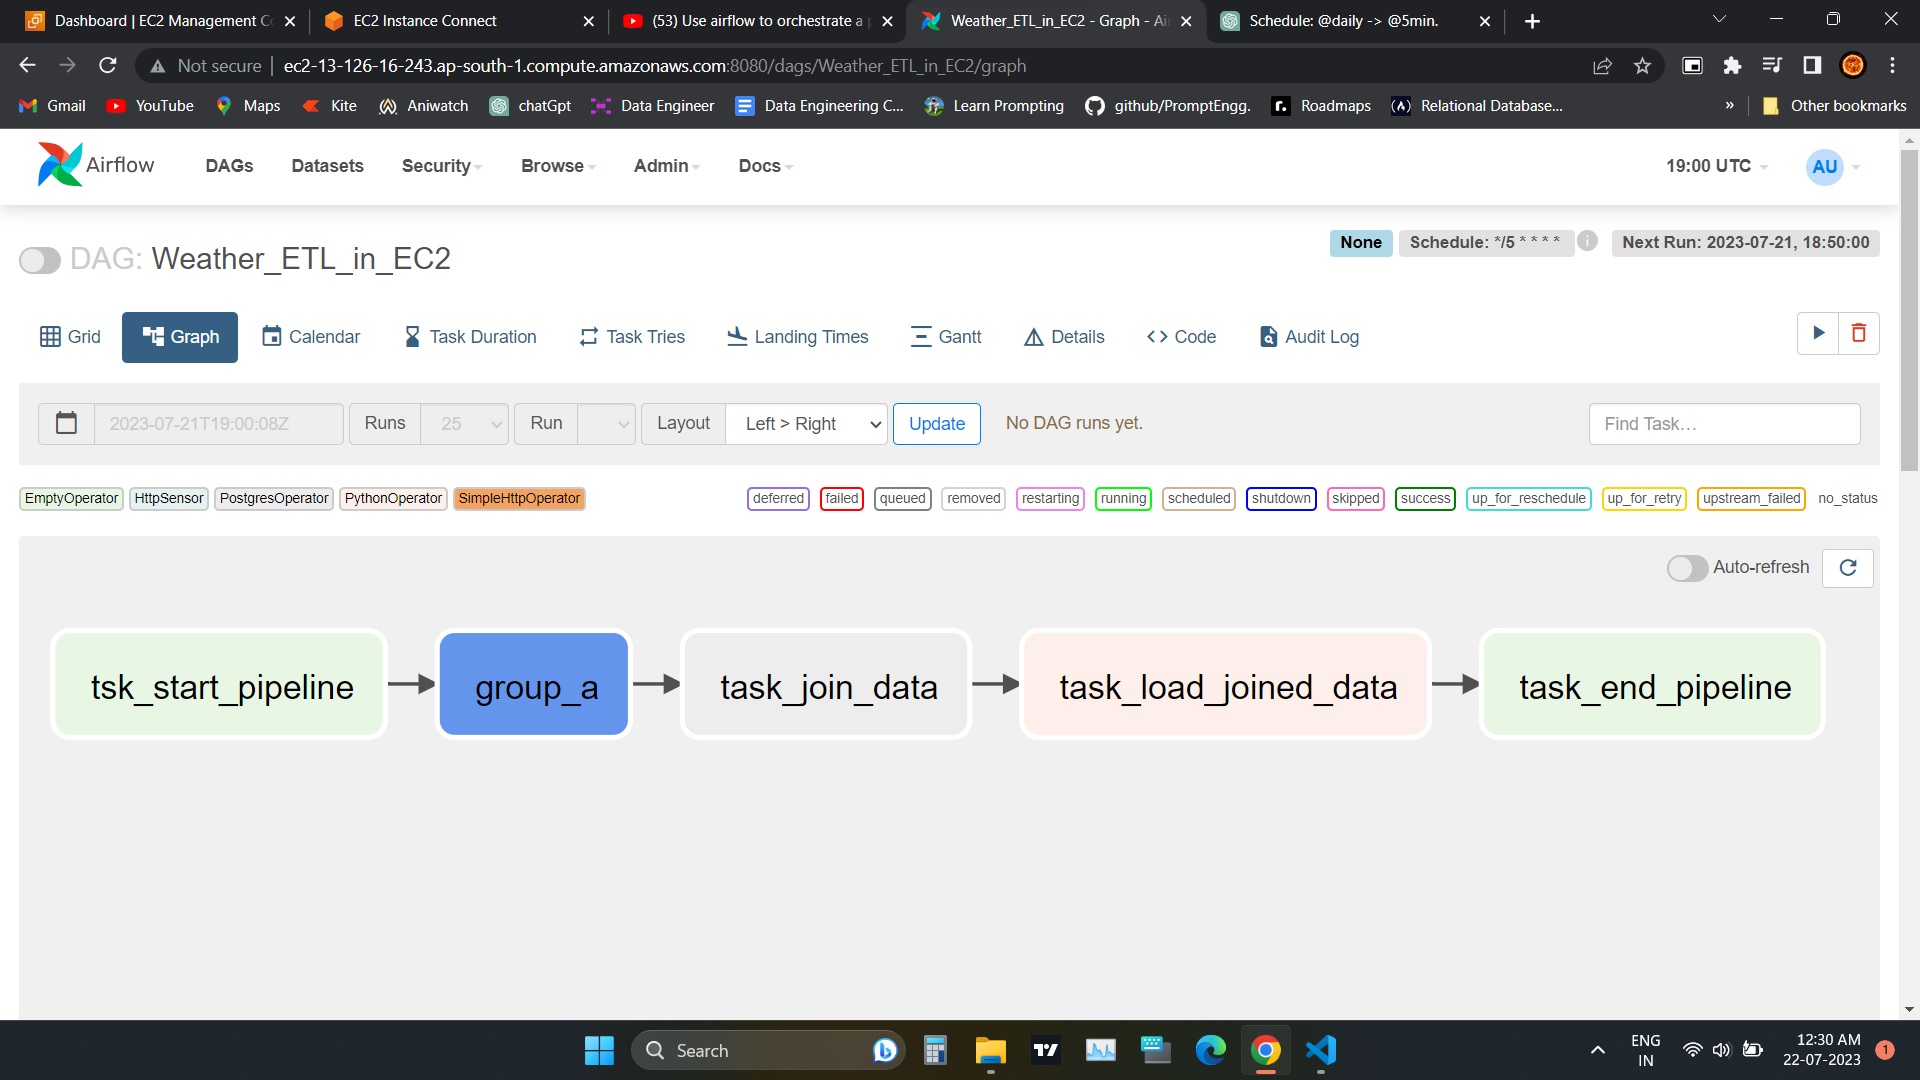 Dashboard | EC2 Management Co
EC2 Instance Connect
(53) Use airflow to orchestrate a p
Weather_ETL_in_EC2 - Graph - Ai
Schedule: @daily -> @5min.
Not secure | ec2-13-126-16-243.ap-south-1.compute.amazonaws.com:8080/dags/Weather_ETL_in_EC2/graph
Gmail YouTube Maps Kite Aniwatch chatGpt Data Engineer Data Engineering C... Learn Prompting github/PromptEngg. Roadmaps Relational Database... » Other bookmarks
Airflow DAGs Datasets Security Browse Admin Docs 19:00 UTC AU
DAG: Weather_ETL_in_EC2
None Schedule: */5 * * * * i Next Run: 2023-07-21, 18:50:00
Grid Graph Calendar Task Duration Task Tries Landing Times Gantt Details Code Audit Log
2023-07-21T19:00:08Z Runs 25 Run Layout Left > Right Update No DAG runs yet. Find Task…
EmptyOperator HttpSensor PostgresOperator PythonOperator SimpleHttpOperator deferred failed queued removed restarting running scheduled shutdown skipped success up_for_reschedule up_for_retry upstream_failed no_status
Auto-refresh
tsk_start_pipeline group_a task_join_data task_load_joined_data task_end_pipeline
Search
ENG
IN
12:30 AM
22-07-2023
1